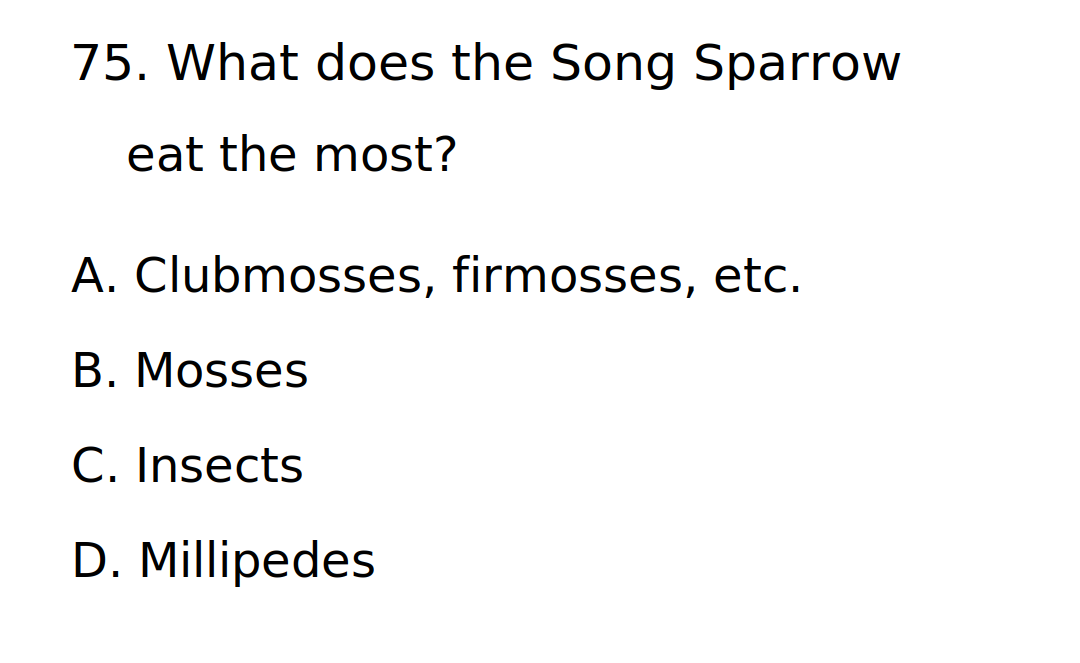 75. What does the Song Sparrow
eat the most?
A. Clubmosses, firmosses, etc.
B. Mosses
C. Insects
D. Millipedes